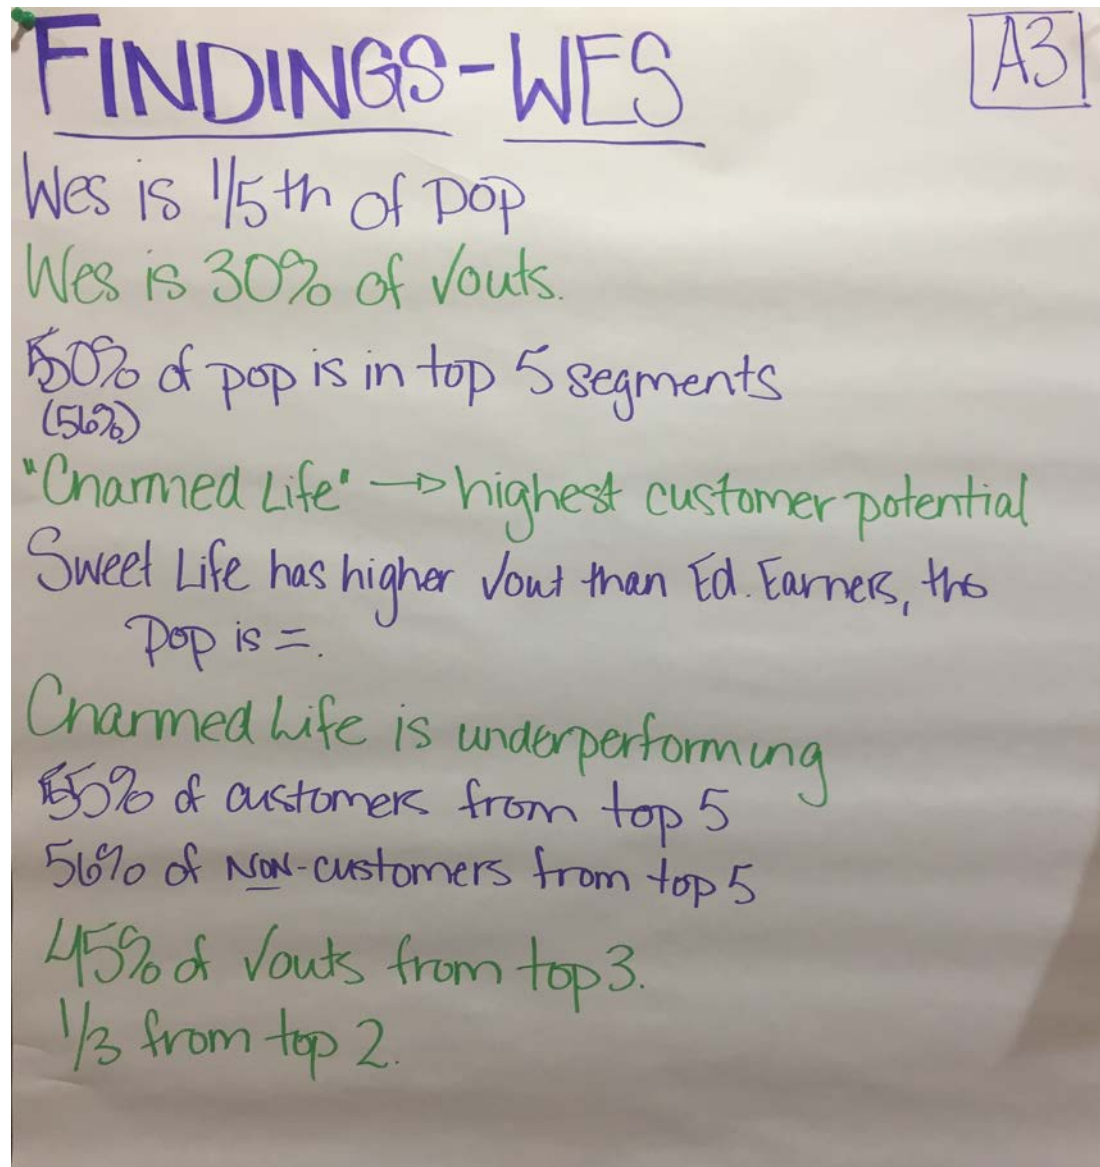 FINDINGS-WES
A3
Wes is 1/5th of pop
Wes is 30% of √outs.
50% of pop is in top 5 segments
(56%)
"Charmed Life" → highest customer potential
Sweet Life has higher √out than Ed. Earners, tho
pop is =.
Charmed Life is underperforming
55% of customers from top 5
56% of NON-customers from top 5
45% of √outs from top 3.
1/3 from top 2.